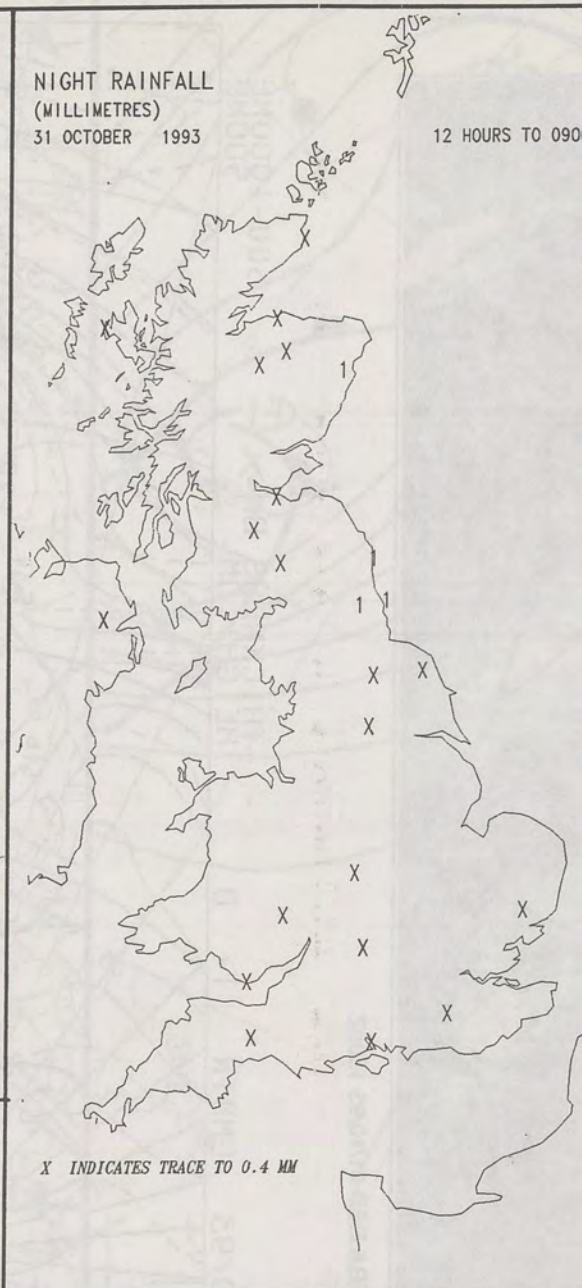 NIGHT RAINFALL
(MILLIMETRES)
31 OCTOBER 1993
12 HOURS TO 090
X
X
X
X X
1
X
X
X
1
1 1
X
X X
X
X
X X
X
X
X
X X
X INDICATES TRACE TO 0.4 MM